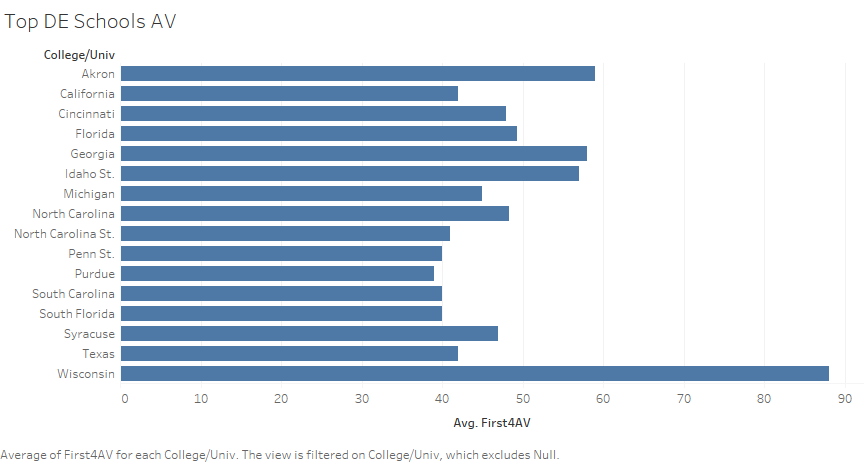 Top DE Schools AV
College/Univ
Akron
California
Cincinnati
Florida
Georgia
Idaho St.
Michigan
North Carolina
North Carolina St.
Penn St.
Purdue
South Carolina
South Florida
Syracuse
Texas
Wisconsin
0 10 20 30 40 50 60 70 80 90
Avg. First4AV
Average of First4AV for each College/Univ. The view is filtered on College/Univ, which excludes Null.